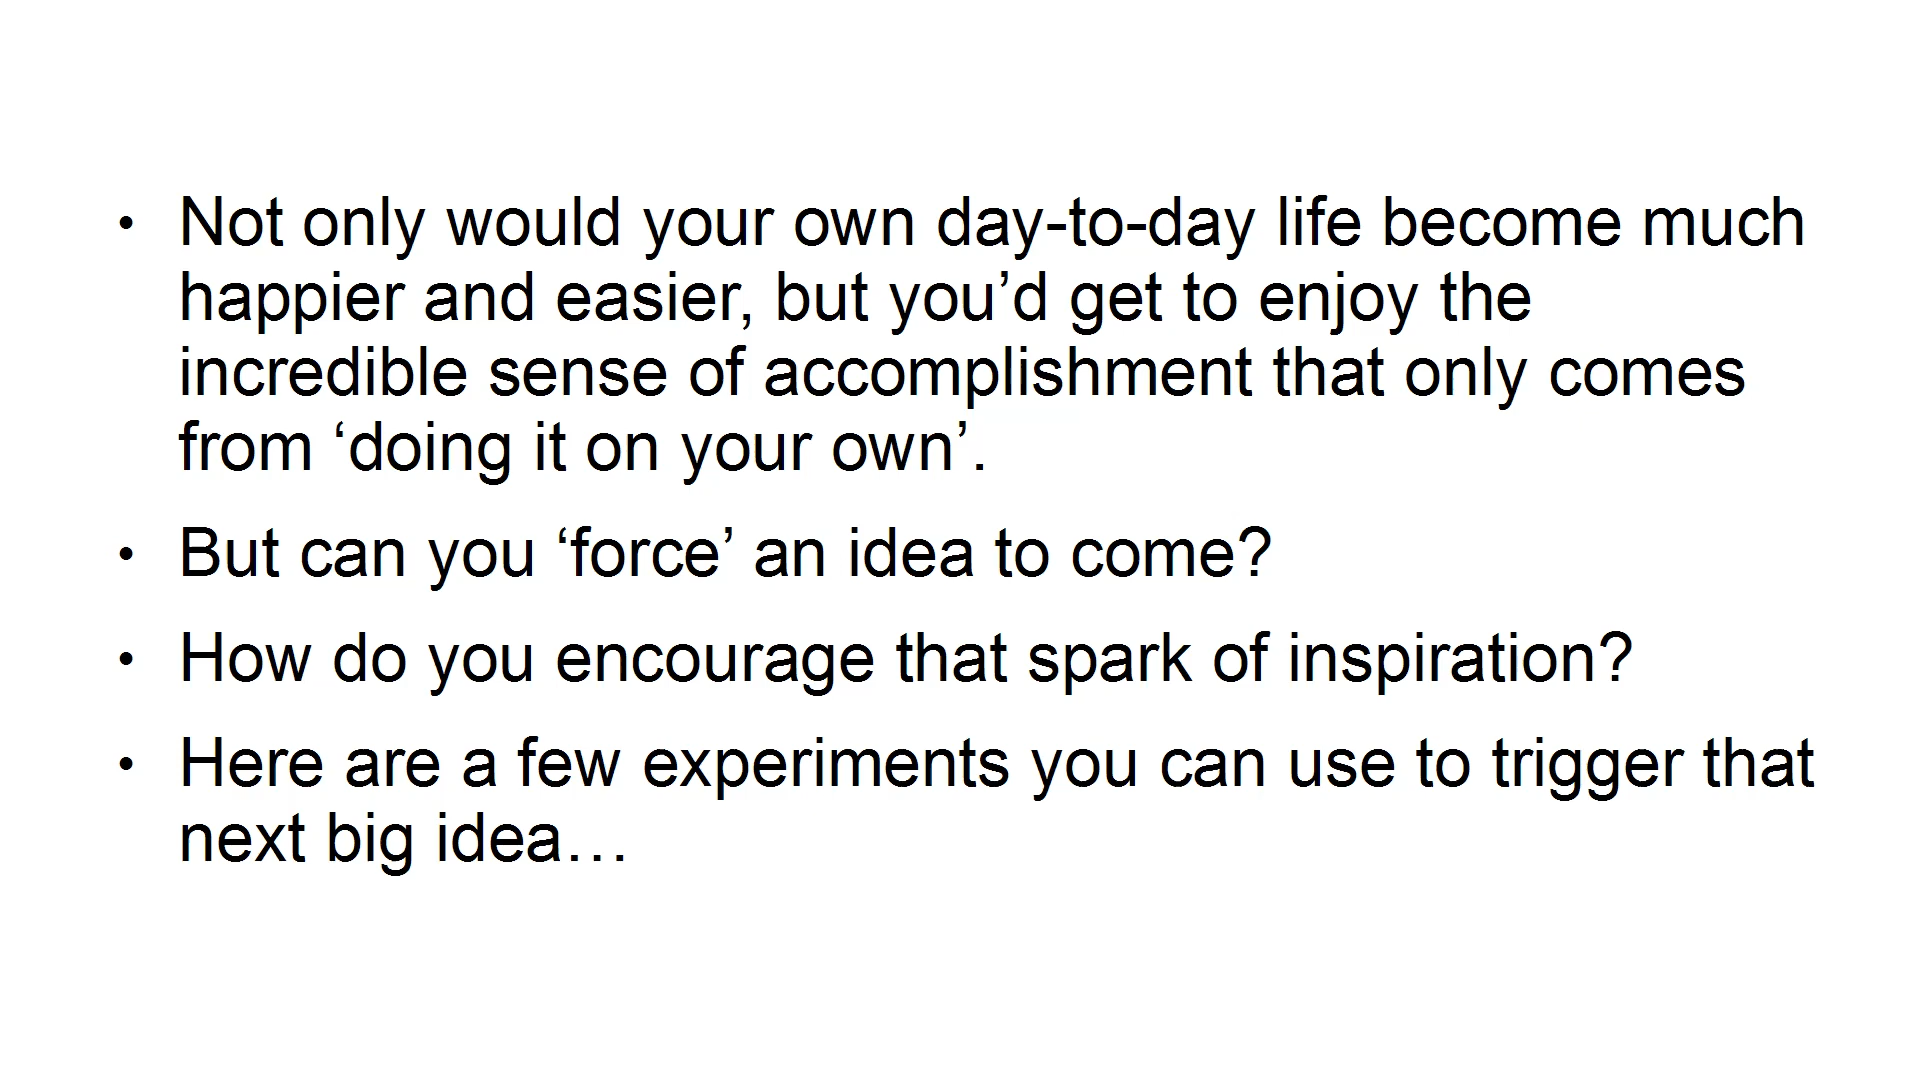 • Not only would your own day-to-day life become much
happier and easier, but you’d get to enjoy the
incredible sense of accomplishment that only comes
from ‘doing it on your own’.
• But can you ‘force’ an idea to come?
• How do you encourage that spark of inspiration?
• Here are a few experiments you can use to trigger that
next big idea…